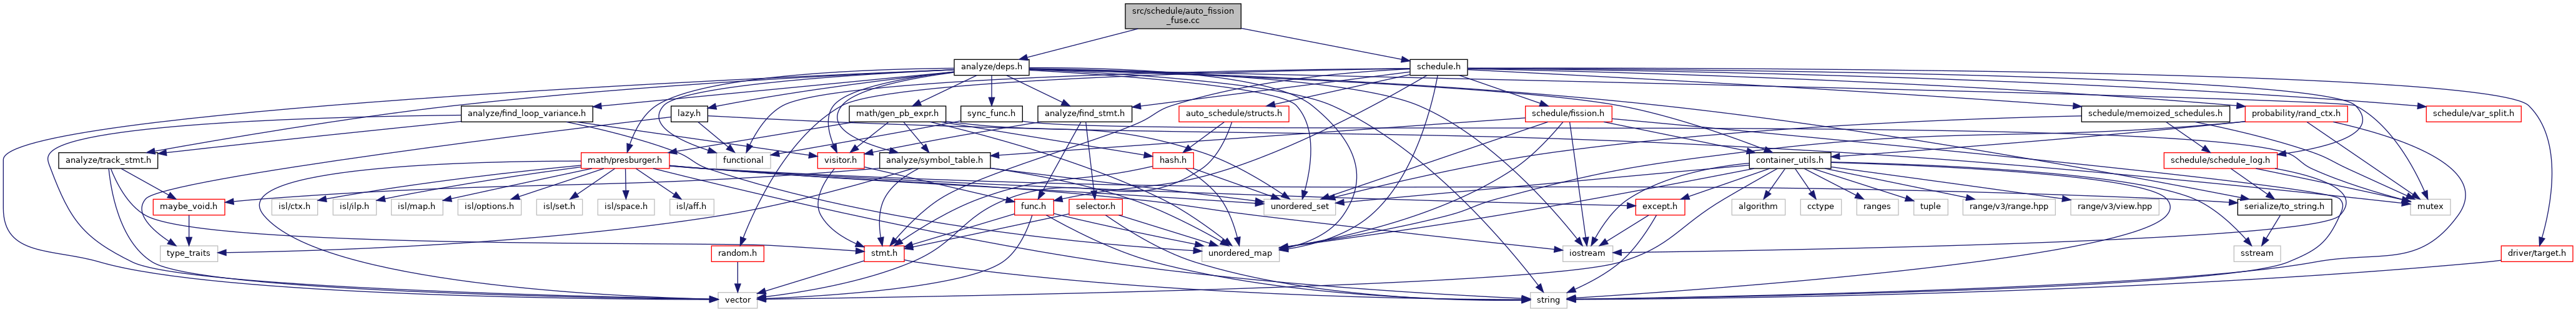 src/schedule/auto_fission
_fuse.cc
analyze/deps.h
schedule.h
analyze/find_loop_variance.h
lazy.h
math/gen_pb_expr.h
sync_func.h
analyze/find_stmt.h
auto_schedule/structs.h
schedule/fission.h
schedule/memoized_schedules.h
probability/rand_ctx.h
schedule/var_split.h
analyze/track_stmt.h
math/presburger.h
functional
visitor.h
analyze/symbol_table.h
hash.h
container_utils.h
schedule/schedule_log.h
maybe_void.h
isl/ctx.h
isl/ilp.h
isl/map.h
isl/options.h
isl/set.h
isl/space.h
isl/aff.h
func.h
selector.h
unordered_set
except.h
algorithm
cctype
ranges
tuple
range/v3/range.hpp
range/v3/view.hpp
serialize/to_string.h
mutex
type_traits
random.h
stmt.h
unordered_map
iostream
sstream
driver/target.h
vector
string